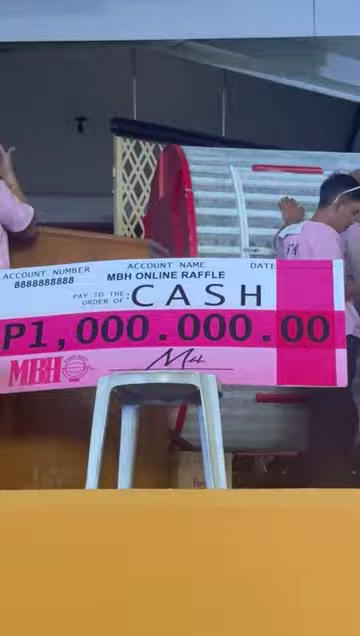 ACCOUNT NUMBER
8888888888
ACCOUNT NAME
MBH ONLINE RAFFLE
DATE
PAY TO THE
ORDER OF: CASH
P1,000.000.00
MBH
Mbh